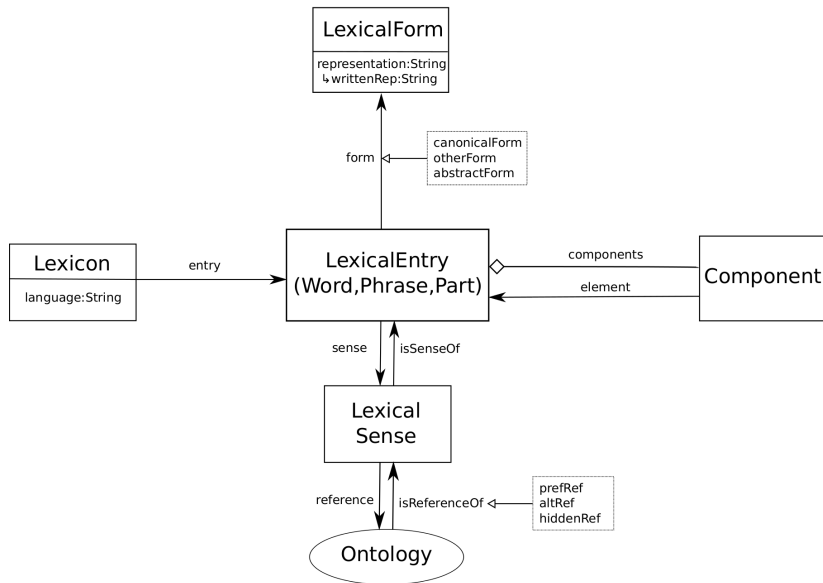 LexicalForm
representation:String
↳writtenRep:String
form
canonicalForm
otherForm
abstractForm
Lexicon
language:String
entry
LexicalEntry
(Word,Phrase,Part)
components
element
Component
sense
isSenseOf
Lexical
Sense
reference
isReferenceOf
prefRef
altRef
hiddenRef
Ontology